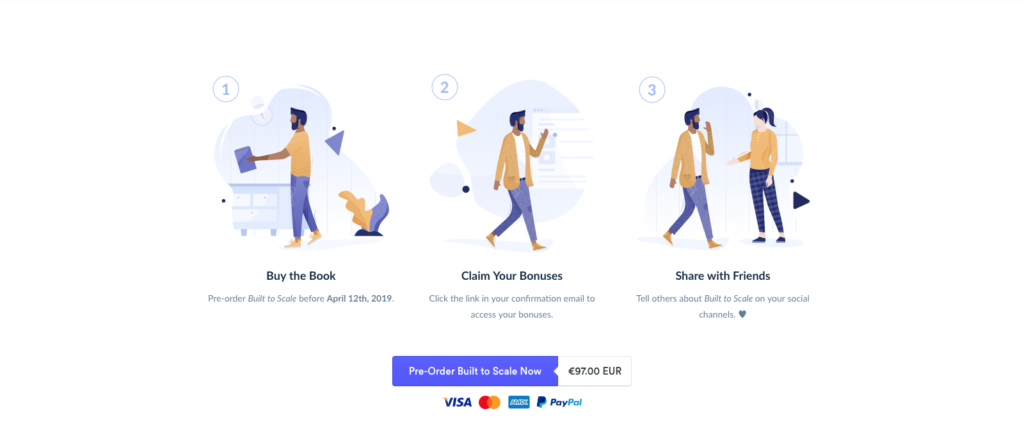 1
2
3
Buy the Book
Pre-order Built to Scale before April 12th, 2019.
Claim Your Bonuses
Click the link in your confirmation email to
access your bonuses.
Share with Friends
Tell others about Built to Scale on your social
channels. ♥
Pre-Order Built to Scale Now
€97.00 EUR
VISA
AMEX
PayPal